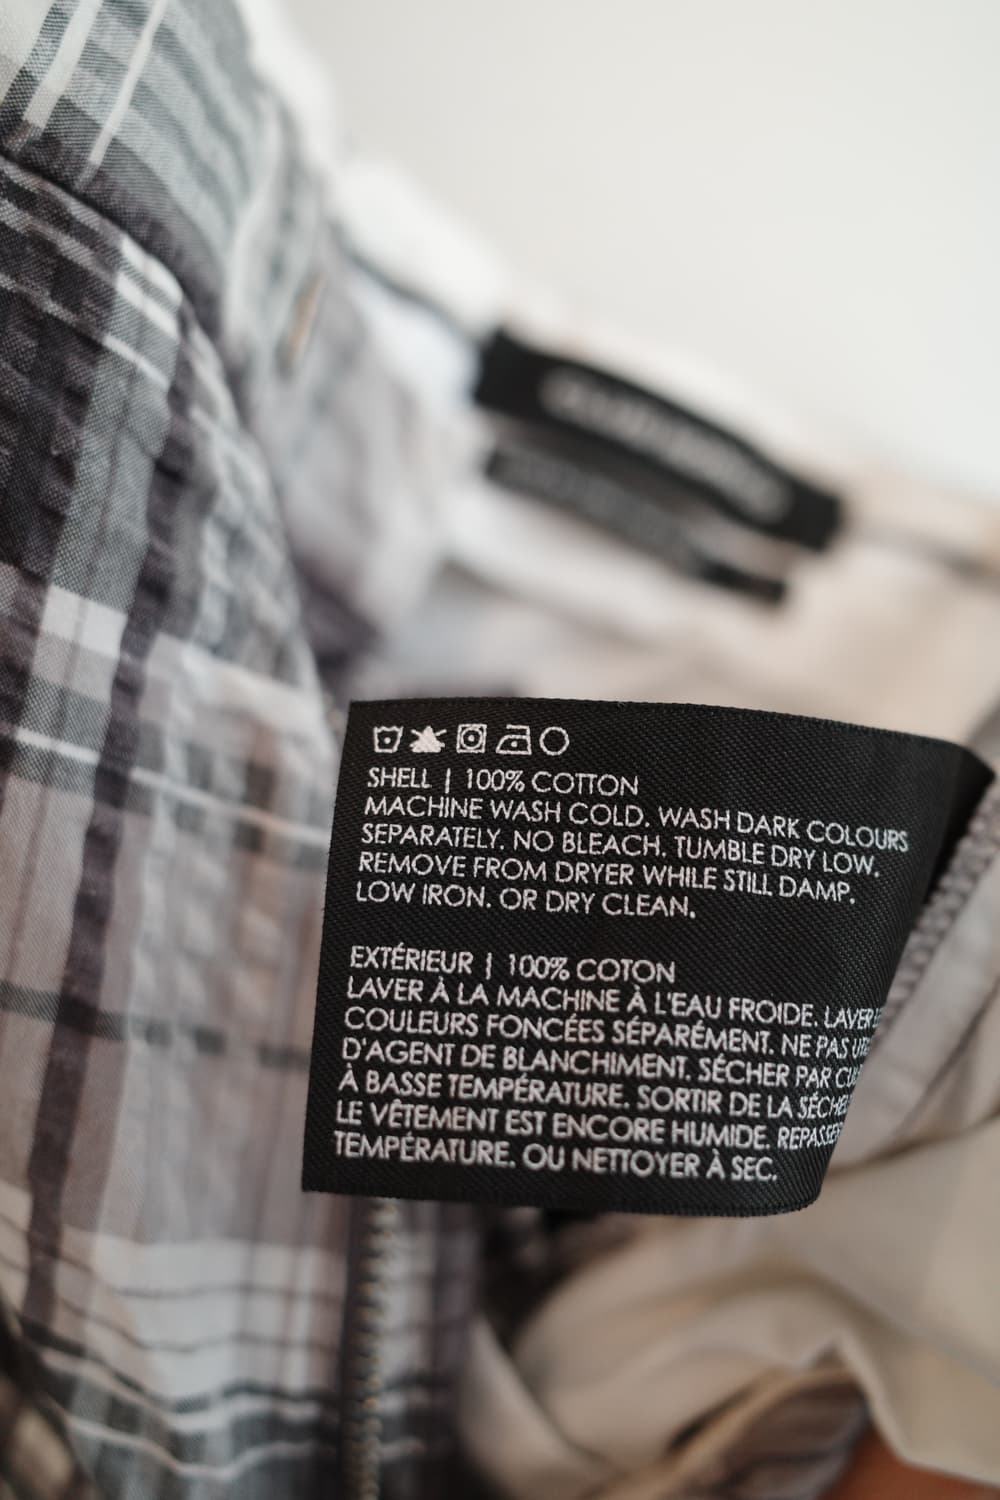 SHELL | 100% COTTON
MACHINE WASH COLD. WASH DARK COLOURS
SEPARATELY. NO BLEACH. TUMBLE DRY LOW.
REMOVE FROM DRYER WHILE STILL DAMP.
LOW IRON. OR DRY CLEAN.
EXTÉRIEUR | 100% COTON
LAVER À LA MACHINE À L'EAU FROIDE. LAVER
COULEURS FONCÉES SÉPARÉMENT. NE PAS
D'AGENT DE BLANCHIMENT. SÉCHER PAR
À BASSE TEMPÉRATURE. SORTIR DE LA
LE VÊTEMENT EST ENCORE HUMIDE. REPASSER
TEMPÉRATURE. OU NETTOYER À SEC.